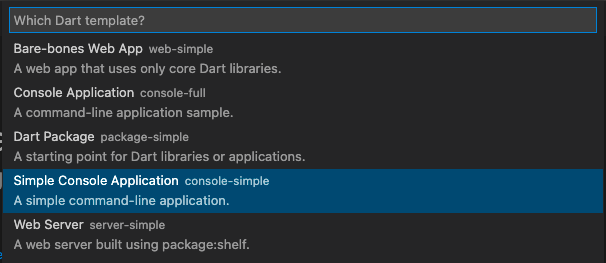 Which Dart template?
Bare-bones Web App web-simple
A web app that uses only core Dart libraries.
Console Application console-full
A command-line application sample.
Dart Package package-simple
A starting point for Dart libraries or applications.
Simple Console Application console-simple
A simple command-line application.
Web Server server-simple
A web server built using package:shelf.